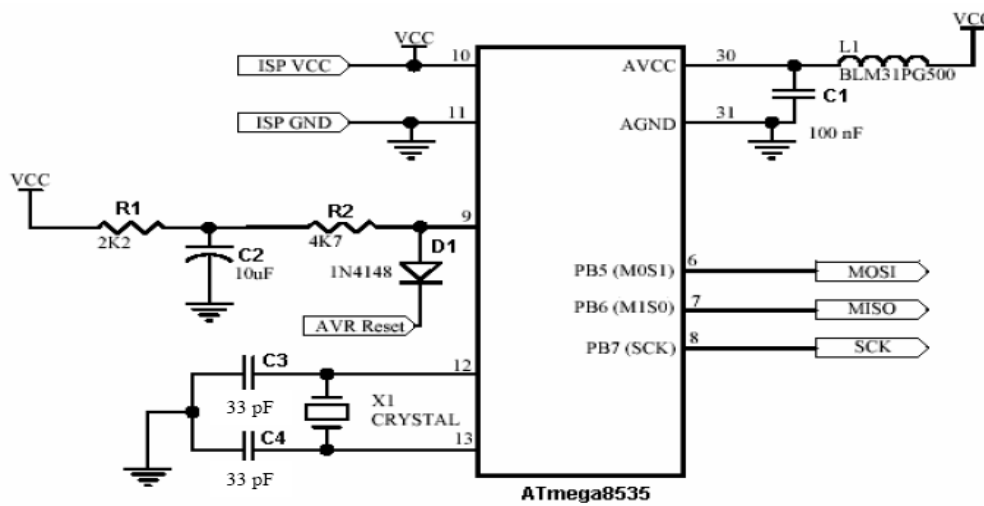 VCC
L1
BLM31PG500
VCC
ISP VCC
10
AVCC
30
C1
100 nF
ISP GND
11
AGND
31
VCC
R1
2K2
C2
10uF
R2
4K7
9
D1
1N4148
AVR Reset
PB5 (M0S1)
6
MOSI
PB6 (M1S0)
7
MISO
PB7 (SCK)
8
SCK
C3
33 pF
12
X1
CRYSTAL
C4
33 pF
13
ATmega8535